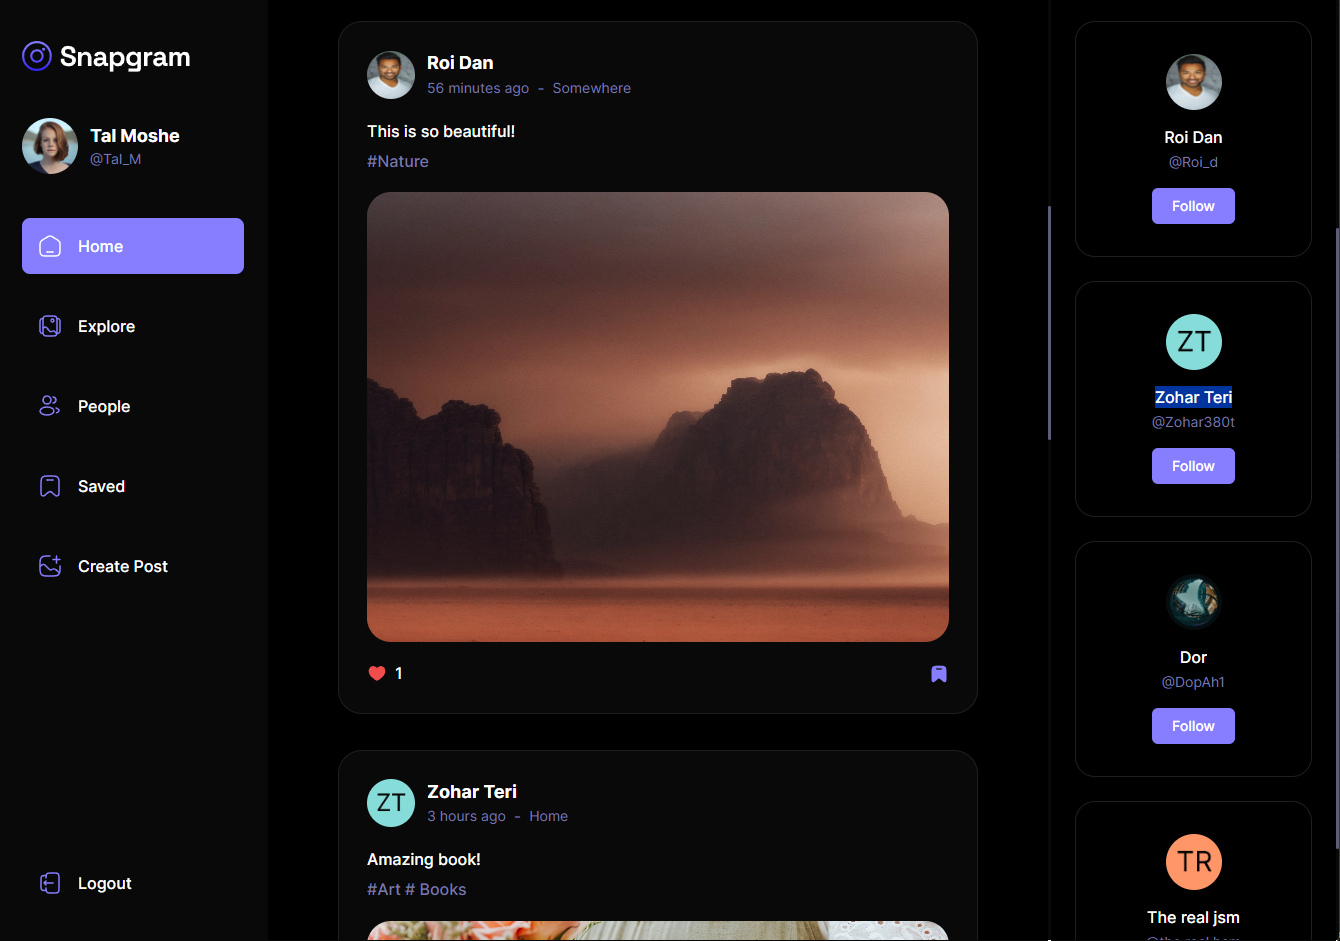 Snapgram
Tal Moshe
@Tal_M
Home
Explore
People
Saved
Create Post
Logout
Roi Dan
56 minutes ago - Somewhere
This is so beautiful!
#Nature
1
ZT
Zohar Teri
3 hours ago - Home
Amazing book!
#Art # Books
Roi Dan
@Roi_d
Follow
ZT
Zohar Teri
@Zohar380t
Follow
Dor
@DopAh1
Follow
TR
The real jsm